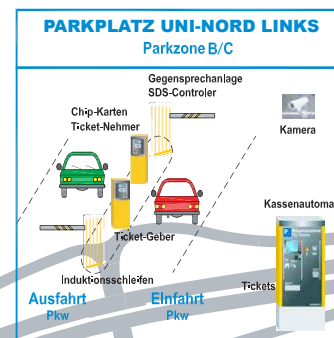 PARKPLATZ UNI-NORD LINKS
Parkzone B/C
Gegensprechanlage
SDS-Controler
Chip-Karten
Ticket-Nehmer
Kamera
Kassenautoma
Ticket-Geber
Induktionsschleifen
Tickets
Ausfahrt
Pkw
Einfahrt
Pkw